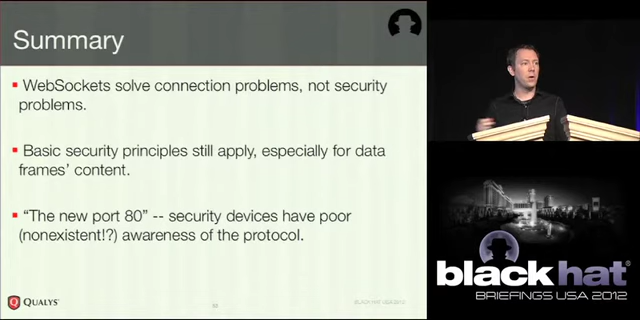 Summary
WebSockets solve connection problems, not security
problems.
Basic security principles still apply, especially for data
frames' content.
"The new port 80" -- security devices have poor
(nonexistent!?) awareness of the protocol.
QUALYS
BLACK HAT USA 2012
black hat
BRIEFINGS USA 2012